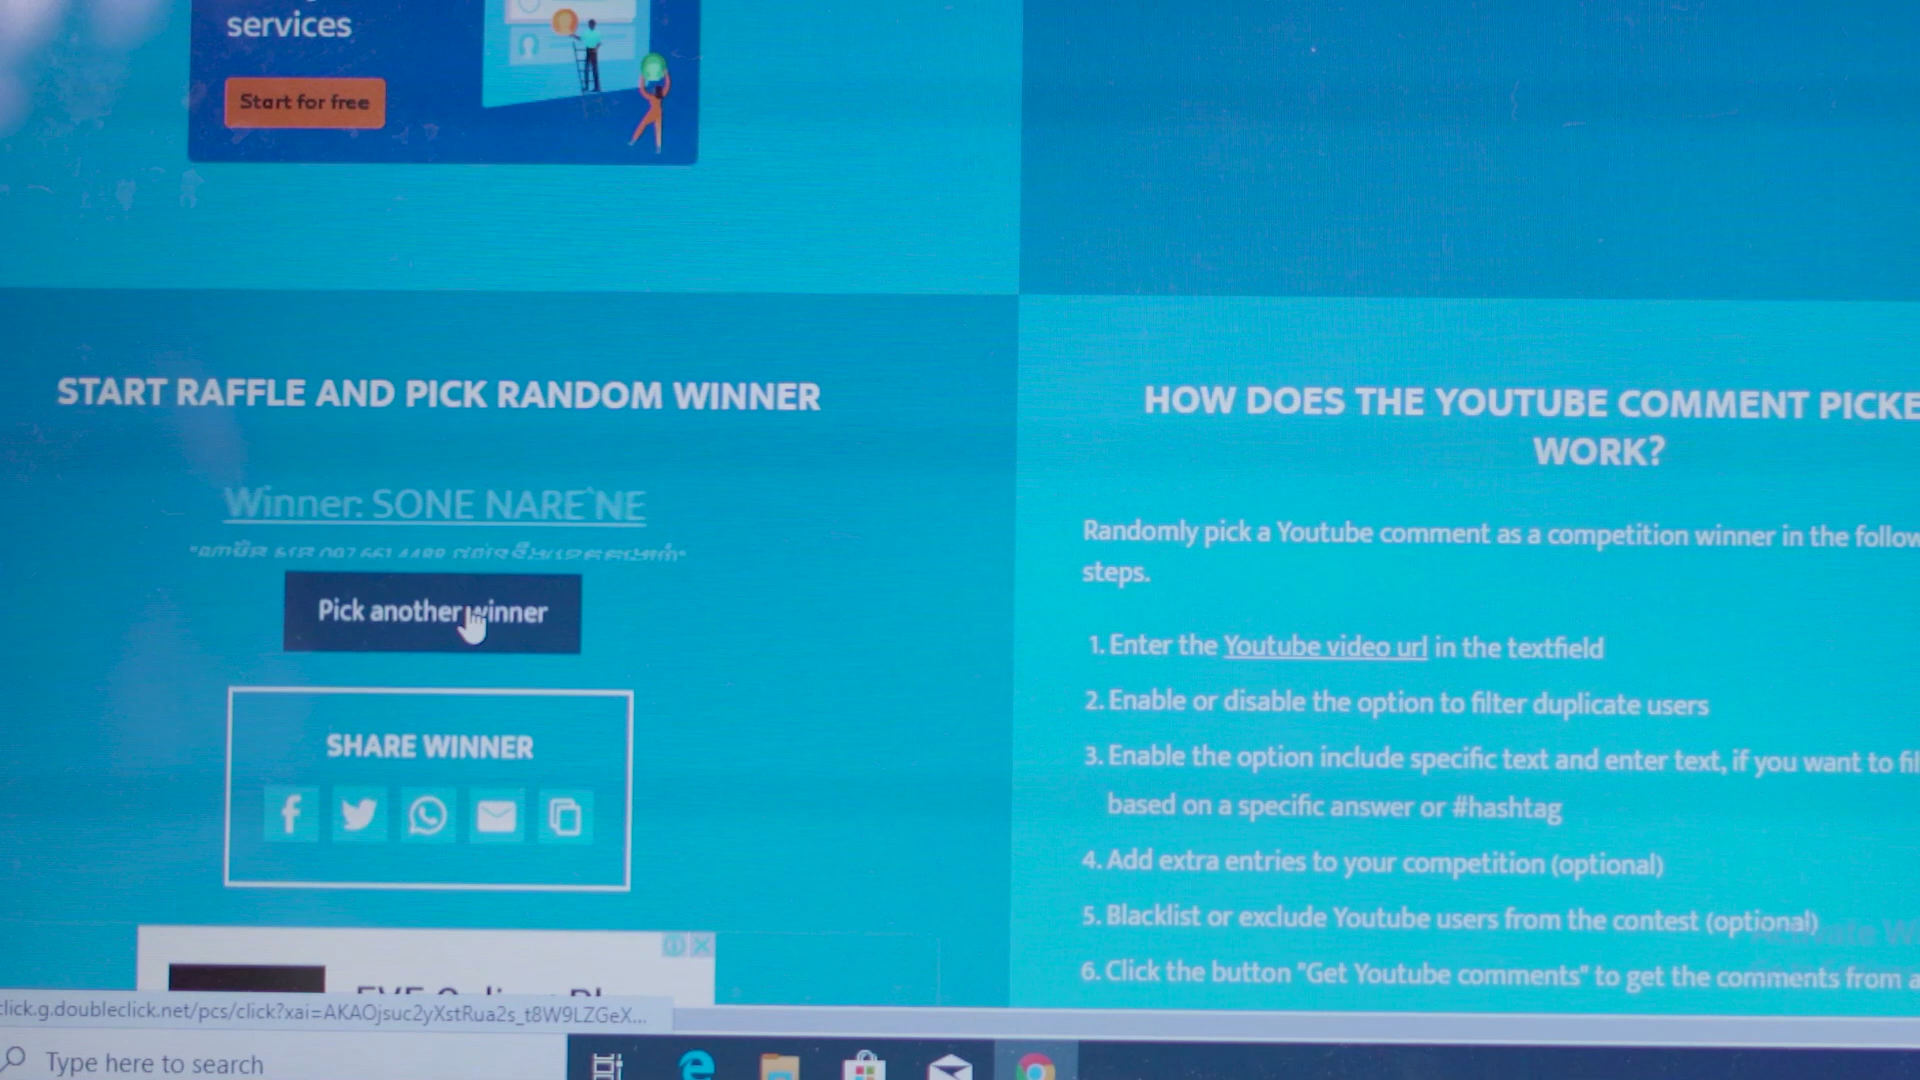 services
Start for free
START RAFFLE AND PICK RANDOM WINNER
Winner: SONE NARE`NE
097 661 4488
Pick another winner
SHARE WINNER
HOW DOES THE YOUTUBE COMMENT
WORK?
Randomly pick a Youtube comment as a competition winner in the
steps.
1. Enter the Youtube video url in the textfield
2. Enable or disable the option to filter duplicate users
3. Enable the option include specific text and enter text, if you want to
based on a specific answer or #hashtag
4. Add extra entries to your competition (optional)
5. Blacklist or exclude Youtube users from the contest (optional)
6. Click the button "Get Youtube comments" to get the comments from a
click.g.doubleclick.net/pcs/click?xai=AKAOjsuc2yXstRua2s_t8W9LZGeX...
Type here to search